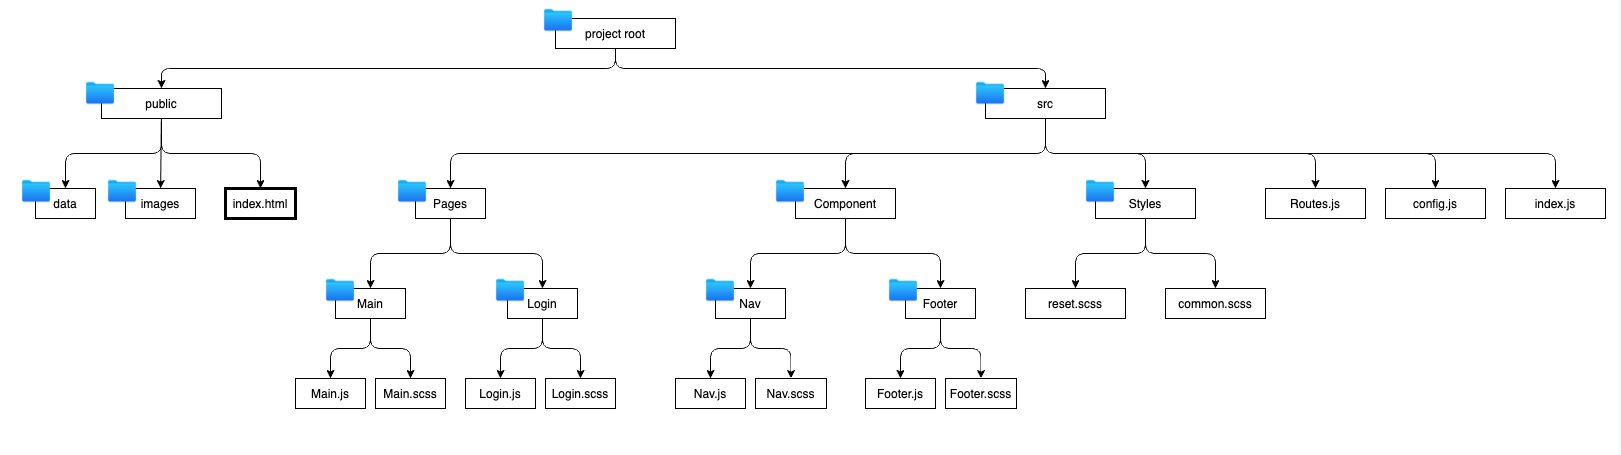 project root
public
src
data
images
index.html
Pages
Component
Styles
Routes.js
config.js
index.js
Main
Login
Nav
Footer
reset.scss
common.scss
Main.js
Main.scss
Login.js
Login.scss
Nav.js
Nav.scss
Footer.js
Footer.scss